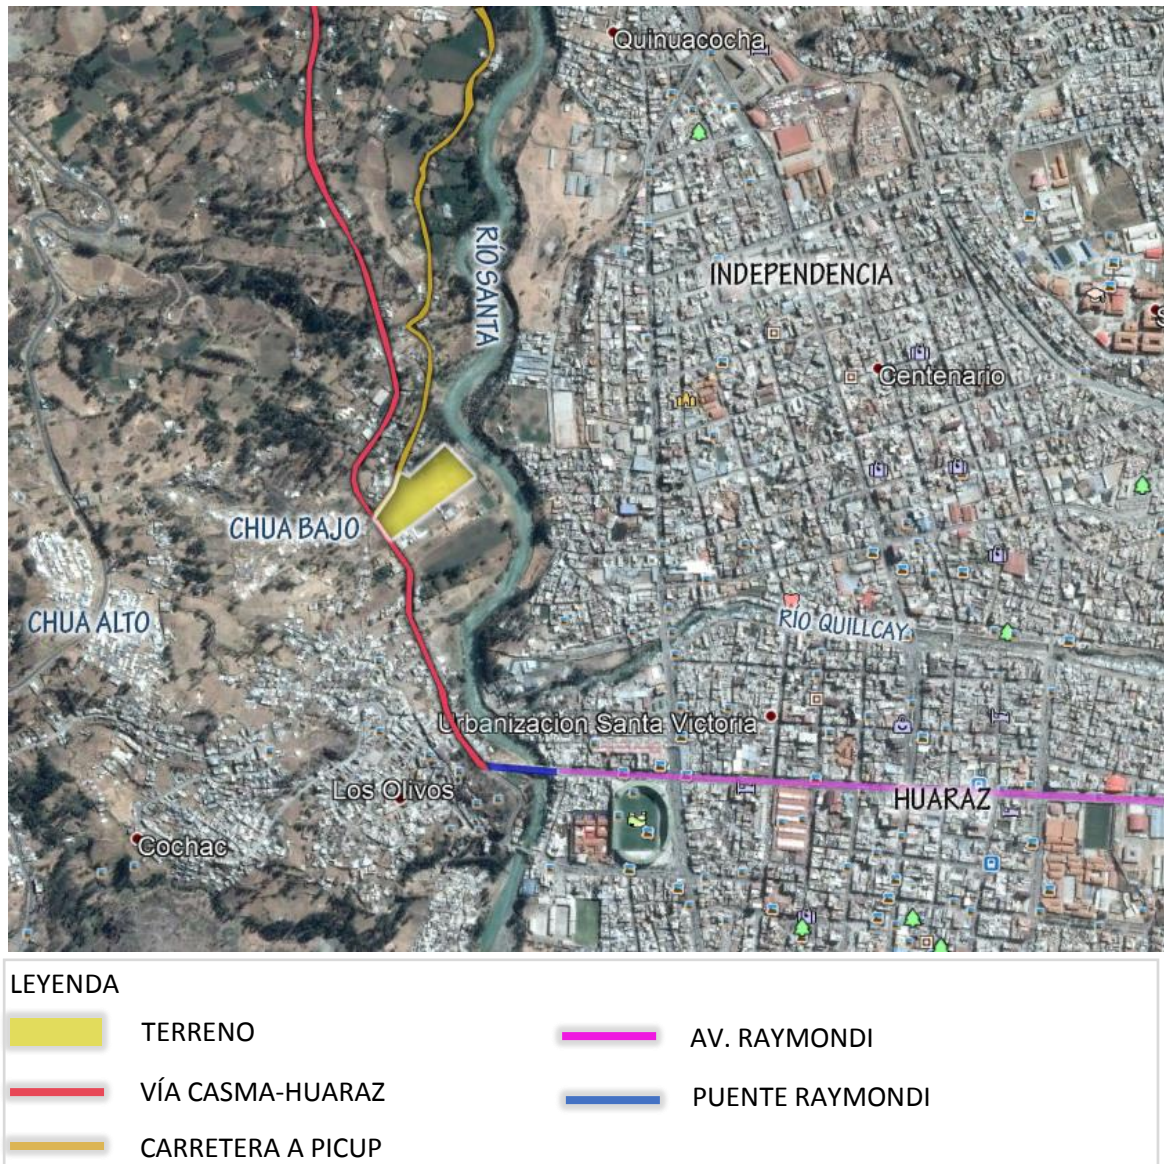 Quinuacocha
RÍO SANTA
INDEPENDENCIA
S
Centenario
CHUA BAJO
CHUA ALTO
RÍO QUILLCAY
Urbanizacion Santa Victoria
Los Olivos
HUARAZ
Cochac
LEYENDA
TERRENO
AV. RAYMONDI
VÍA CASMA-HUARAZ
PUENTE RAYMONDI
CARRETERA A PICUP